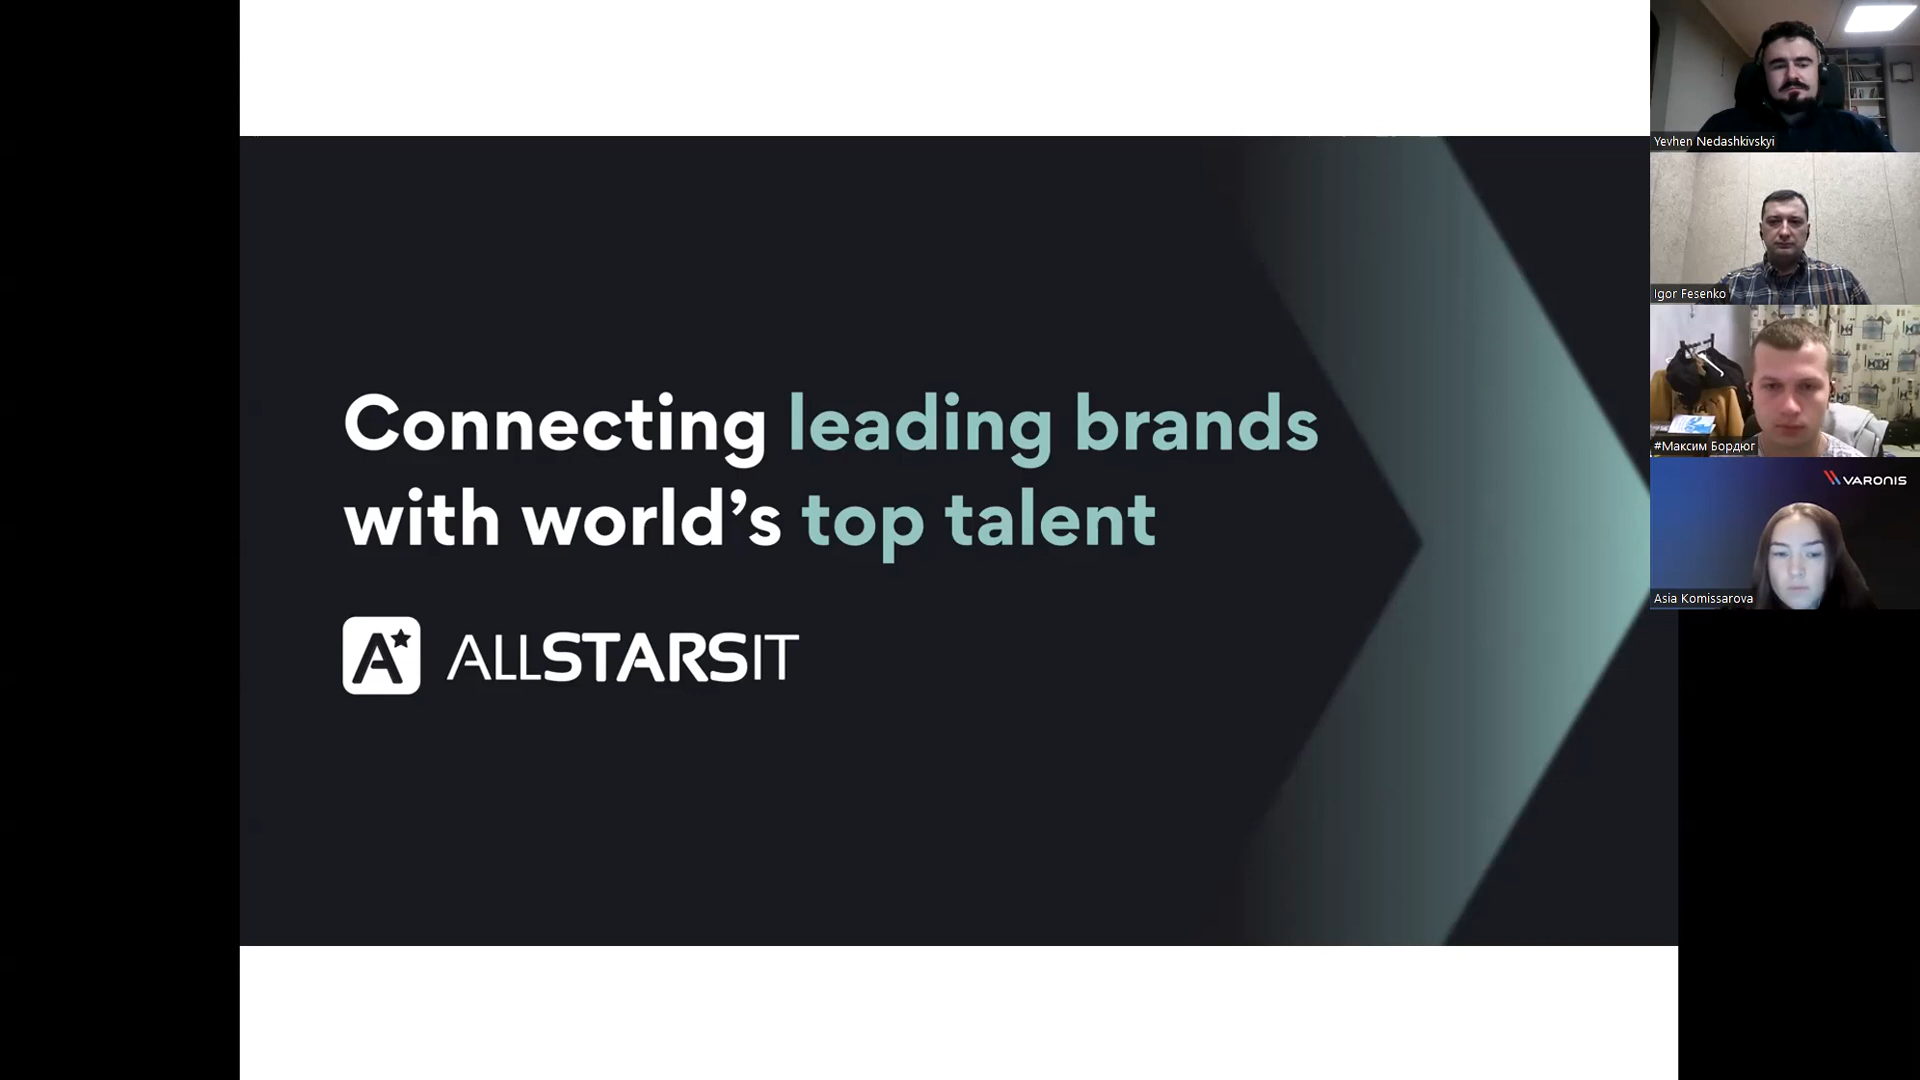 Connecting leading brands
with world’s top talent
A
ALLSTARSIT
Yevhen Nedashkivskyi
Igor Fesenko
#Максим Бордюг
VARONIS
Asia Komissarova